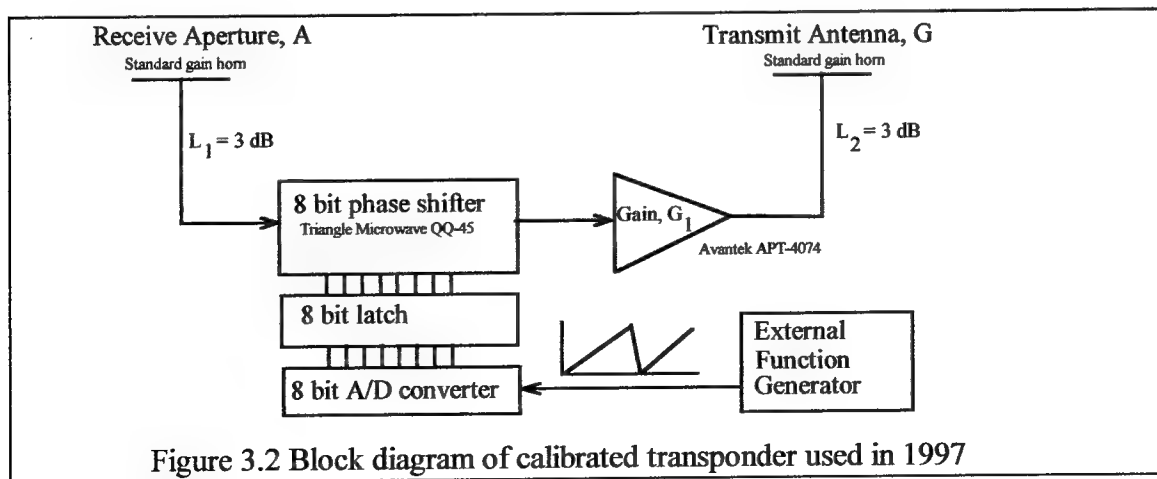 Receive Aperture, A
Standard gain horn
Transmit Antenna, G
Standard gain horn
L1 = 3 dB
L2 = 3 dB
8 bit phase shifter
Triangle Microwave QQ-45
Gain, G1
Avantek APT-4074
8 bit latch
8 bit A/D converter
External
Function
Generator
Figure 3.2 Block diagram of calibrated transponder used in 1997